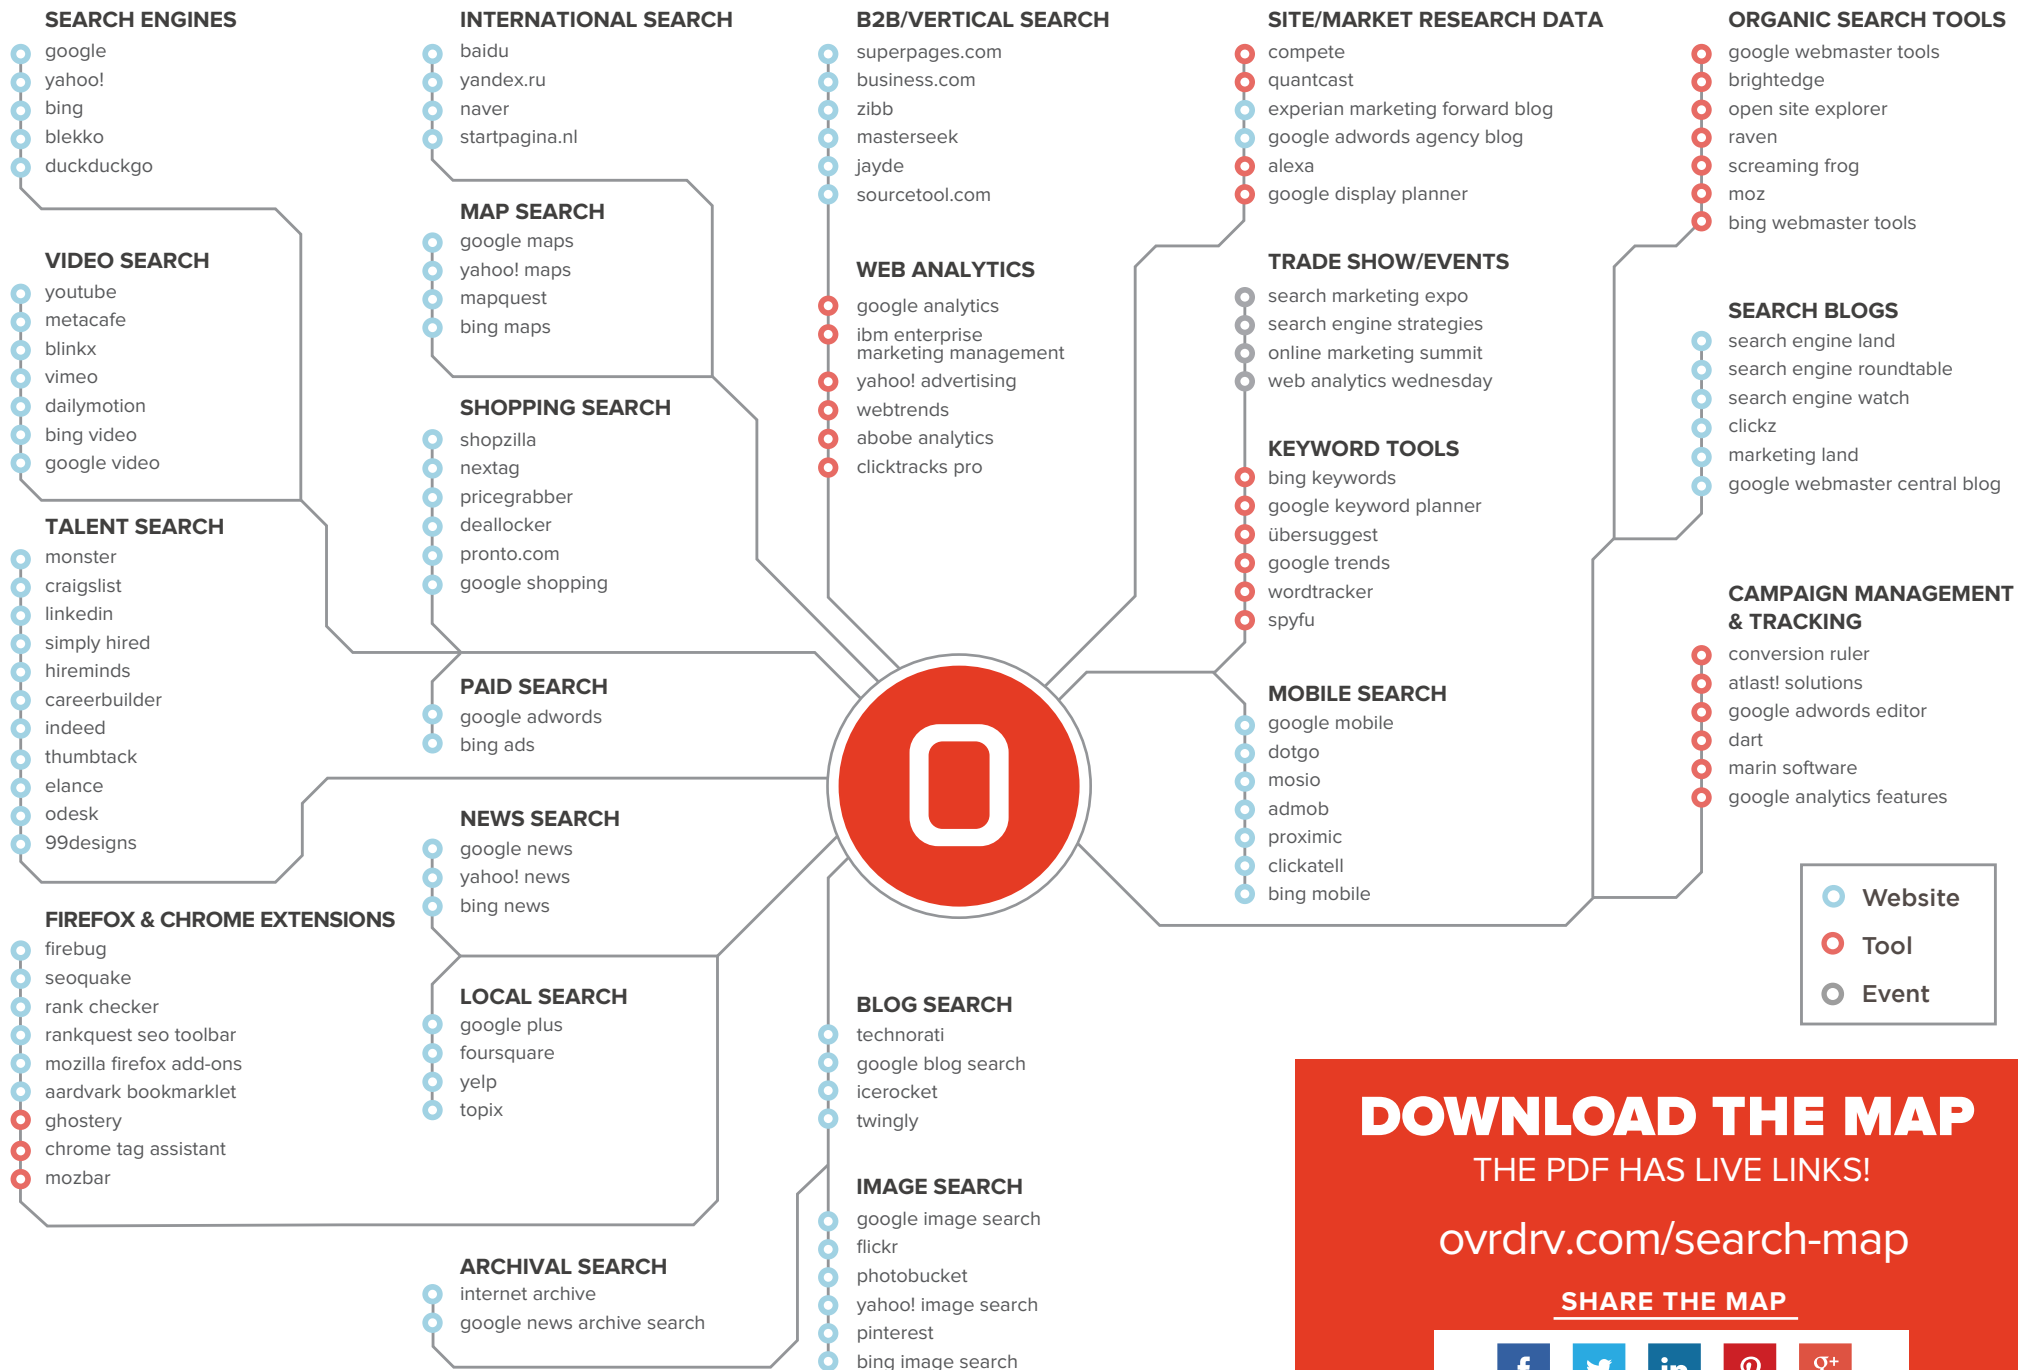 SEARCH ENGINES
google
yahoo!
bing
blekko
duckduckgo
VIDEO SEARCH
youtube
metacafe
blinkx
vimeo
dailymotion
bing video
google video
TALENT SEARCH
monster
craigslist
linkedin
simply hired
hireminds
careerbuilder
indeed
thumbtack
elance
odesk
99designs
FIREFOX & CHROME EXTENSIONS
firebug
seoquake
rank checker
rankquest seo toolbar
mozilla firefox add-ons
aardvark bookmarklet
ghostery
chrome tag assistant
mozbar
INTERNATIONAL SEARCH
baidu
yandex.ru
naver
startpagina.nl
MAP SEARCH
google maps
yahoo! maps
mapquest
bing maps
SHOPPING SEARCH
shopzilla
nextag
pricegrabber
deallocker
pronto.com
google shopping
PAID SEARCH
google adwords
bing ads
NEWS SEARCH
google news
yahoo! news
bing news
LOCAL SEARCH
google plus
foursquare
yelp
topix
ARCHIVAL SEARCH
internet archive
google news archive search
B2B/VERTICAL SEARCH
superpages.com
business.com
zibb
masterseek
jayde
sourcetool.com
WEB ANALYTICS
google analytics
ibm enterprise
marketing management
yahoo! advertising
webtrends
abobe analytics
clicktracks pro
BLOG SEARCH
technorati
google blog search
icerocket
twingly
IMAGE SEARCH
google image search
flickr
photobucket
yahoo! image search
pinterest
bing image search
SITE/MARKET RESEARCH DATA
compete
quantcast
experian marketing forward blog
google adwords agency blog
alexa
google display planner
TRADE SHOW/EVENTS
search marketing expo
search engine strategies
online marketing summit
web analytics wednesday
KEYWORD TOOLS
bing keywords
google keyword planner
übersuggest
google trends
wordtracker
spyfu
MOBILE SEARCH
google mobile
dotgo
mosio
admob
proximic
clickatell
bing mobile
ORGANIC SEARCH TOOLS
google webmaster tools
brightedge
open site explorer
raven
screaming frog
moz
bing webmaster tools
SEARCH BLOGS
search engine land
search engine roundtable
search engine watch
clickz
marketing land
google webmaster central blog
CAMPAIGN MANAGEMENT
& TRACKING
conversion ruler
atlast! solutions
google adwords editor
dart
marin software
google analytics features
Website
Tool
Event
DOWNLOAD THE MAP
THE PDF HAS LIVE LINKS!
ovrdrv.com/search-map
SHARE THE MAP